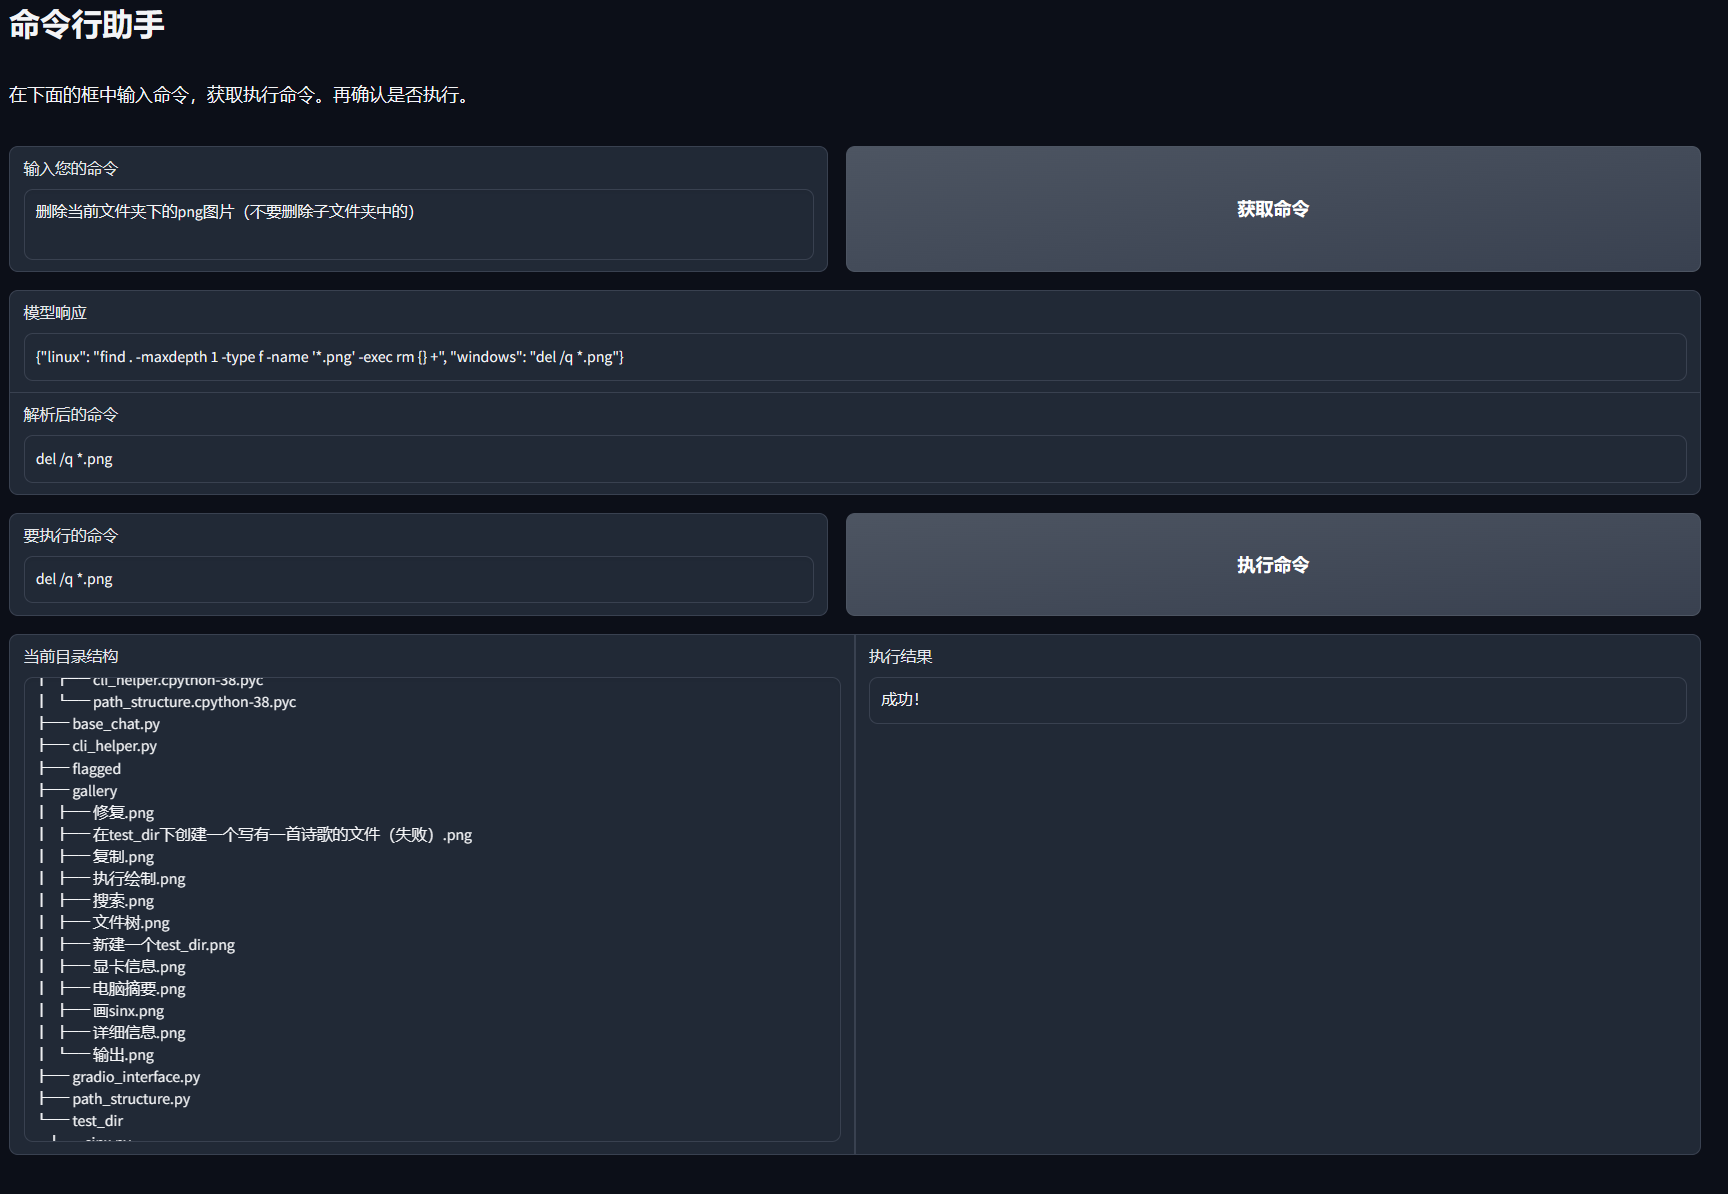 命令行助手
在下面的框中输入命令，获取执行命令。再确认是否执行。
输入您的命令
删除当前文件夹下的png图片（不要删除子文件夹中的）
获取命令
模型响应
{"linux": "find . -maxdepth 1 -type f -name '*.png' -exec rm {} +", "windows": "del /q *.png"}
解析后的命令
del /q *.png
要执行的命令
del /q *.png
执行命令
当前目录结构
| ├── cli_helper.cpython-38.pyc
| └── path_structure.cpython-38.pyc
├── base_chat.py
├── cli_helper.py
├── flagged
├── gallery
| ├── 修复.png
| ├── 在test_dir下创建一个写有一首诗歌的文件（失败）.png
| ├── 复制.png
| ├── 执行绘制.png
| ├── 搜索.png
| ├── 文件树.png
| ├── 新建一个test_dir.png
| ├── 显卡信息.png
| ├── 电脑摘要.png
| ├── 画sinx.png
| ├── 详细信息.png
| └── 输出.png
├── gradio_interface.py
├── path_structure.py
└── test_dir
执行结果
成功！